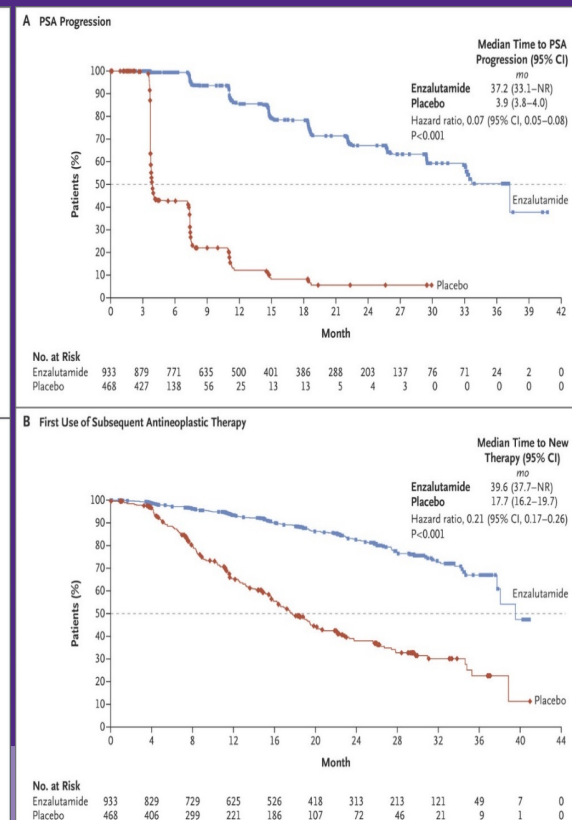 A PSA Progression
Median Time to PSA
Progression (95% CI)
mo
Enzalutamide 37.2 (33.1–NR)
Placebo 3.9 (3.8–4.0)
Hazard ratio, 0.07 (95% CI, 0.05–0.08)
P<0.001
Patients (%)
100
90
80
70
60
50
40
30
20
10
0
Enzalutamide
Placebo
0 3 6 9 12 15 18 21 24 27 30 33 36 39 42
Month
No. at Risk
Enzalutamide 933 879 771 635 500 401 386 288 203 137 76 71 24 2 0
Placebo 468 427 138 56 25 13 13 5 4 3 0 0 0 0 0
B First Use of Subsequent Antineoplastic Therapy
Median Time to New
Therapy (95% CI)
mo
Enzalutamide 39.6 (37.7–NR)
Placebo 17.7 (16.2–19.7)
Hazard ratio, 0.21 (95% CI, 0.17–0.26)
P<0.001
Patients (%)
100
90
80
70
60
50
40
30
20
10
0
Enzalutamide
Placebo
0 4 8 12 16 20 24 28 32 36 40 44
Month
No. at Risk
Enzalutamide 933 829 729 625 526 418 313 213 121 49 7 0
Placebo 468 406 299 221 186 107 72 46 21 9 1 0